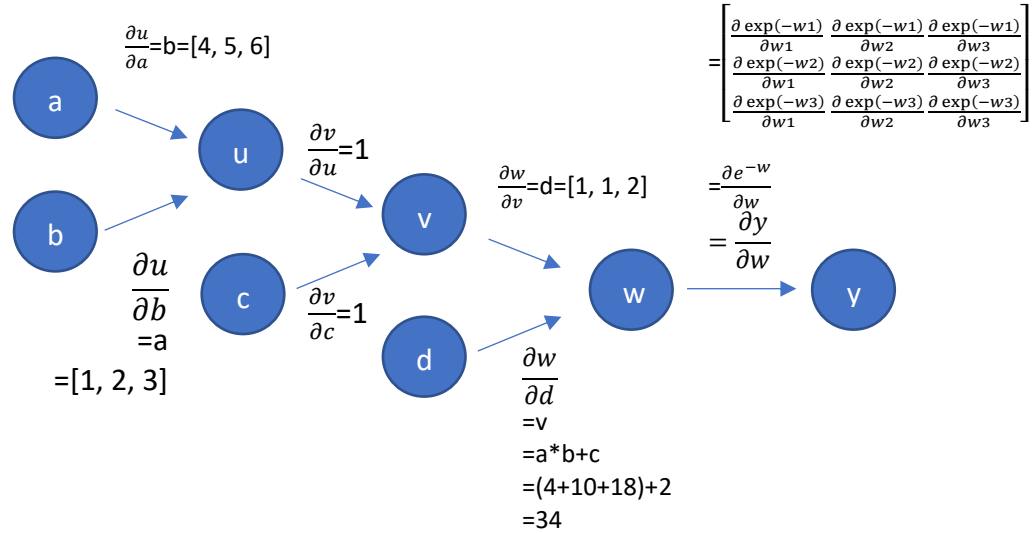 ∂u/∂a=b=[4, 5, 6]
=[∂ exp(−w1)/∂w1 ∂ exp(−w1)/∂w2 ∂ exp(−w1)/∂w3
∂ exp(−w2)/∂w1 ∂ exp(−w2)/∂w2 ∂ exp(−w2)/∂w3
∂ exp(−w3)/∂w1 ∂ exp(−w3)/∂w2 ∂ exp(−w3)/∂w3]
a
u
∂v/∂u=1
∂w/∂v=d=[1, 1, 2]
=∂e^−w/∂w
= ∂y/∂w
b
v
∂u/∂b
=a
=[1, 2, 3]
c
∂v/∂c=1
w
y
d
∂w/∂d
=v
=a*b+c
=(4+10+18)+2
=34